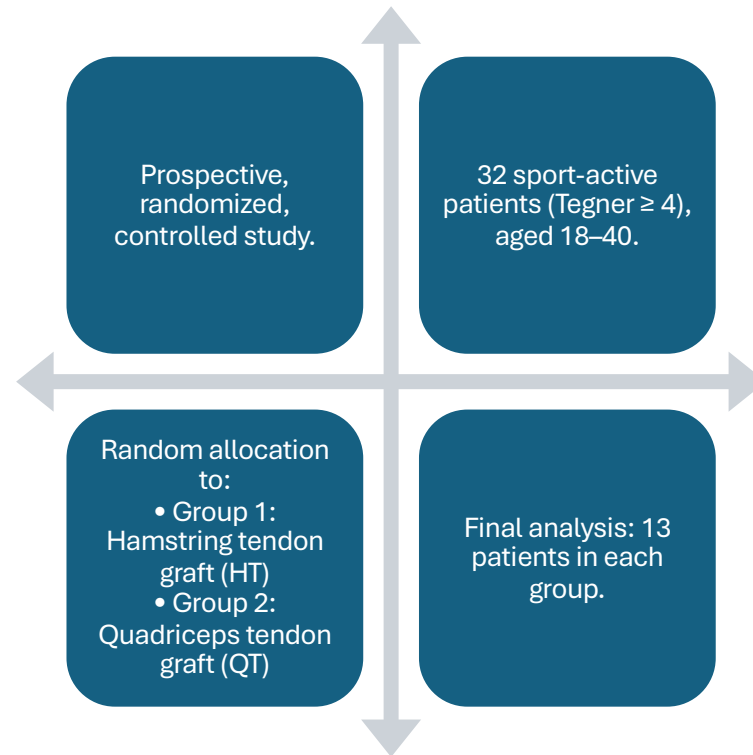 Prospective,
randomized,
controlled study.
32 sport-active
patients (Tegner ≥ 4),
aged 18–40.
Random allocation
to:
• Group 1:
Hamstring tendon
graft (HT)
• Group 2:
Quadriceps tendon
graft (QT)
Final analysis: 13
patients in each
group.